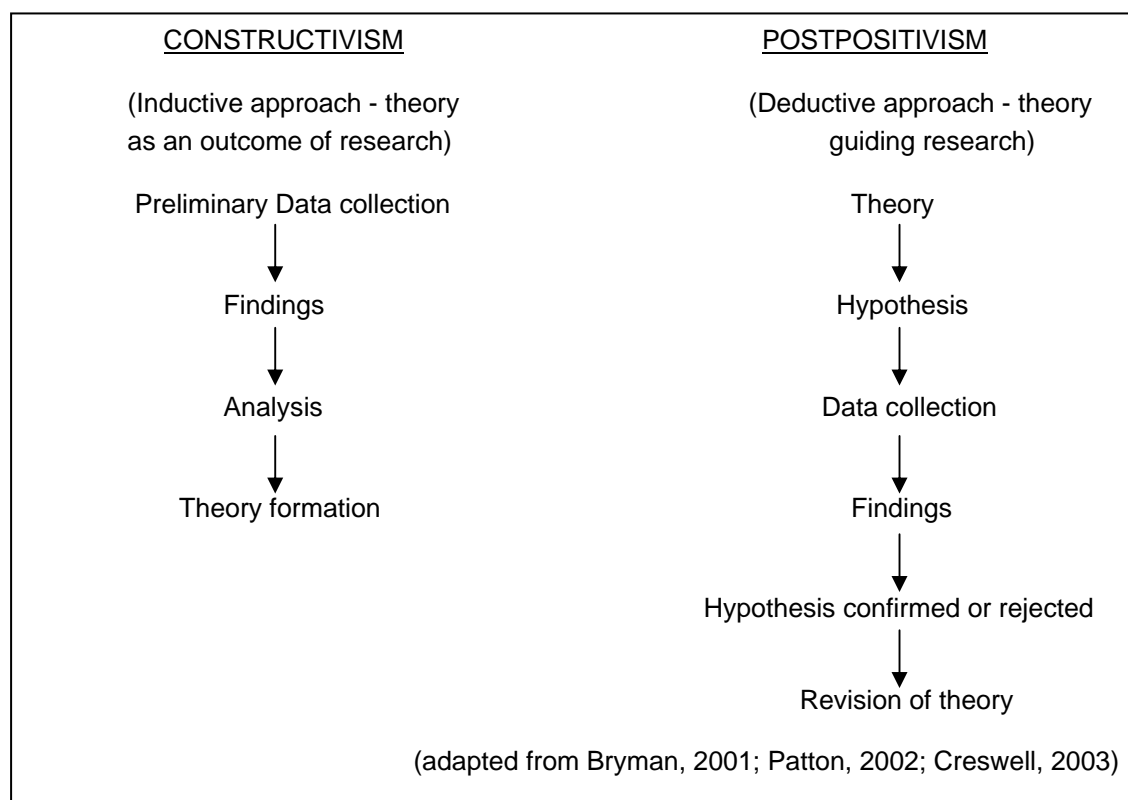 CONSTRUCTIVISM
(Inductive approach - theory
as an outcome of research)
Preliminary Data collection
Findings
Analysis
Theory formation
POSTPOSITIVISM
(Deductive approach - theory
guiding research)
Theory
Hypothesis
Data collection
Findings
Hypothesis confirmed or rejected
Revision of theory
(adapted from Bryman, 2001; Patton, 2002; Creswell, 2003)